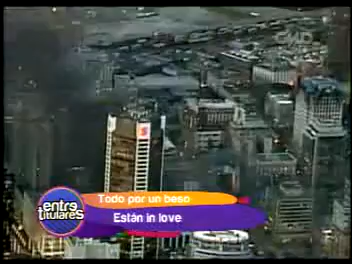 Todo por un beso
Están in love
entre
titulares